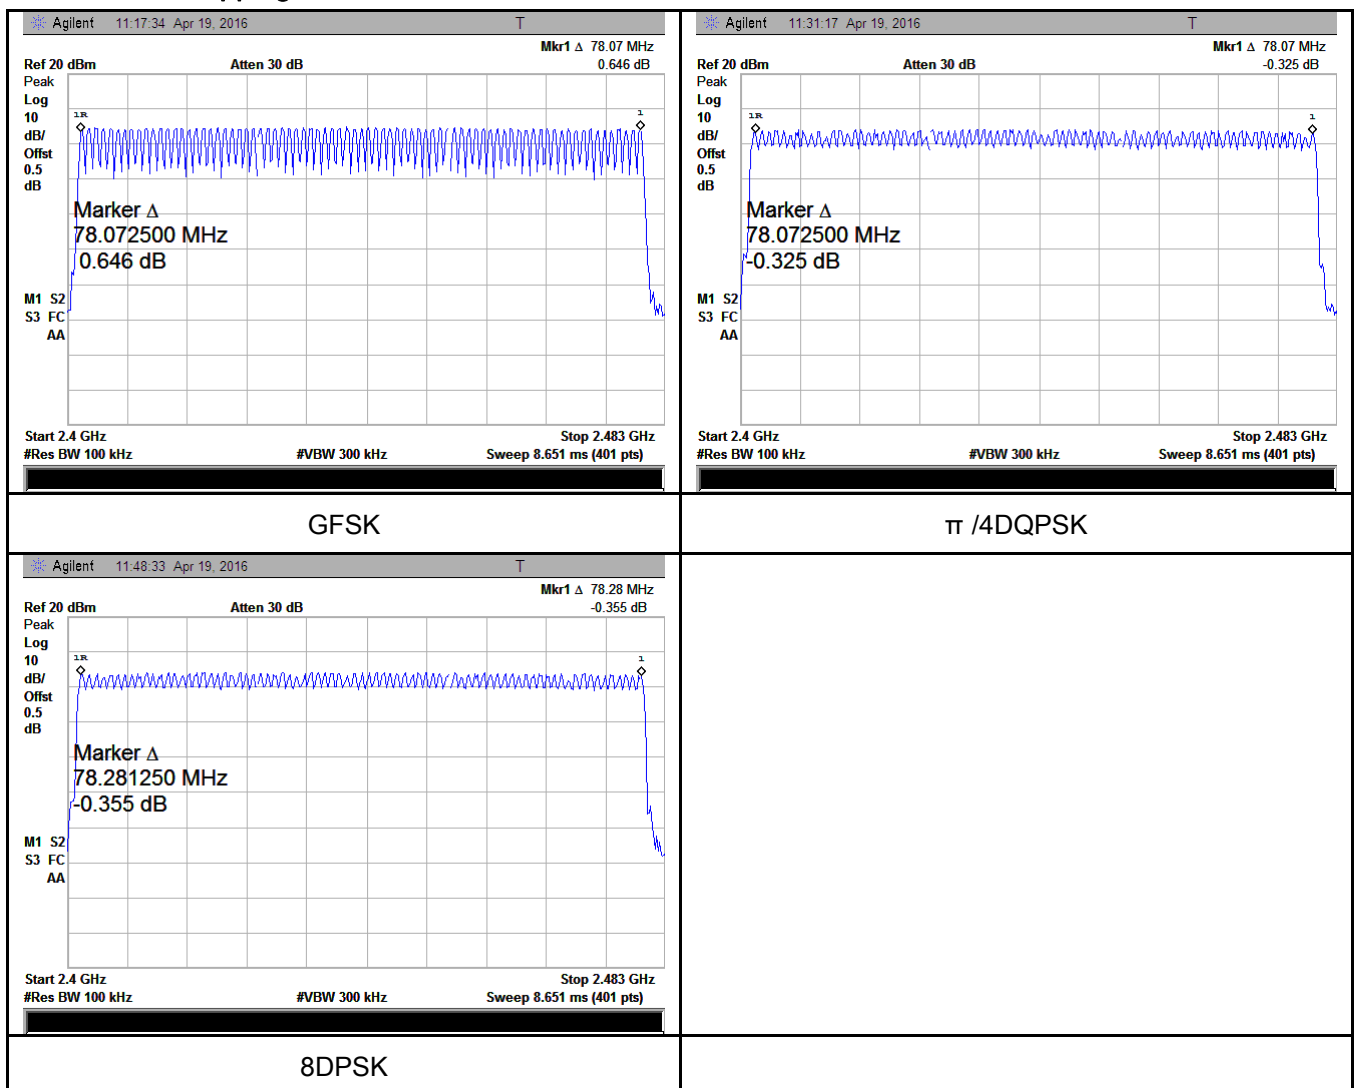 Agilent 11:17:34 Apr 19, 2016 T
Mkr1 Δ 78.07 MHz
Ref 20 dBm Atten 30 dB 0.646 dB
Peak
Log
10
dB/
Offst
0.5
dB
1R
1
Marker Δ
78.072500 MHz
0.646 dB
M1 S2
S3 FC
AA
Start 2.4 GHz Stop 2.483 GHz
#Res BW 100 kHz #VBW 300 kHz Sweep 8.651 ms (401 pts)
GFSK
Agilent 11:31:17 Apr 19, 2016 T
Mkr1 Δ 78.07 MHz
Ref 20 dBm Atten 30 dB -0.325 dB
Peak
Log
10
dB/
Offst
0.5
dB
1R
1
Marker Δ
78.072500 MHz
-0.325 dB
M1 S2
S3 FC
AA
Start 2.4 GHz Stop 2.483 GHz
#Res BW 100 kHz #VBW 300 kHz Sweep 8.651 ms (401 pts)
π /4DQPSK
Agilent 11:48:33 Apr 19, 2016 T
Mkr1 Δ 78.28 MHz
Ref 20 dBm Atten 30 dB -0.355 dB
Peak
Log
10
dB/
Offst
0.5
dB
1R
1
Marker Δ
78.281250 MHz
-0.355 dB
M1 S2
S3 FC
AA
Start 2.4 GHz Stop 2.483 GHz
#Res BW 100 kHz #VBW 300 kHz Sweep 8.651 ms (401 pts)
8DPSK